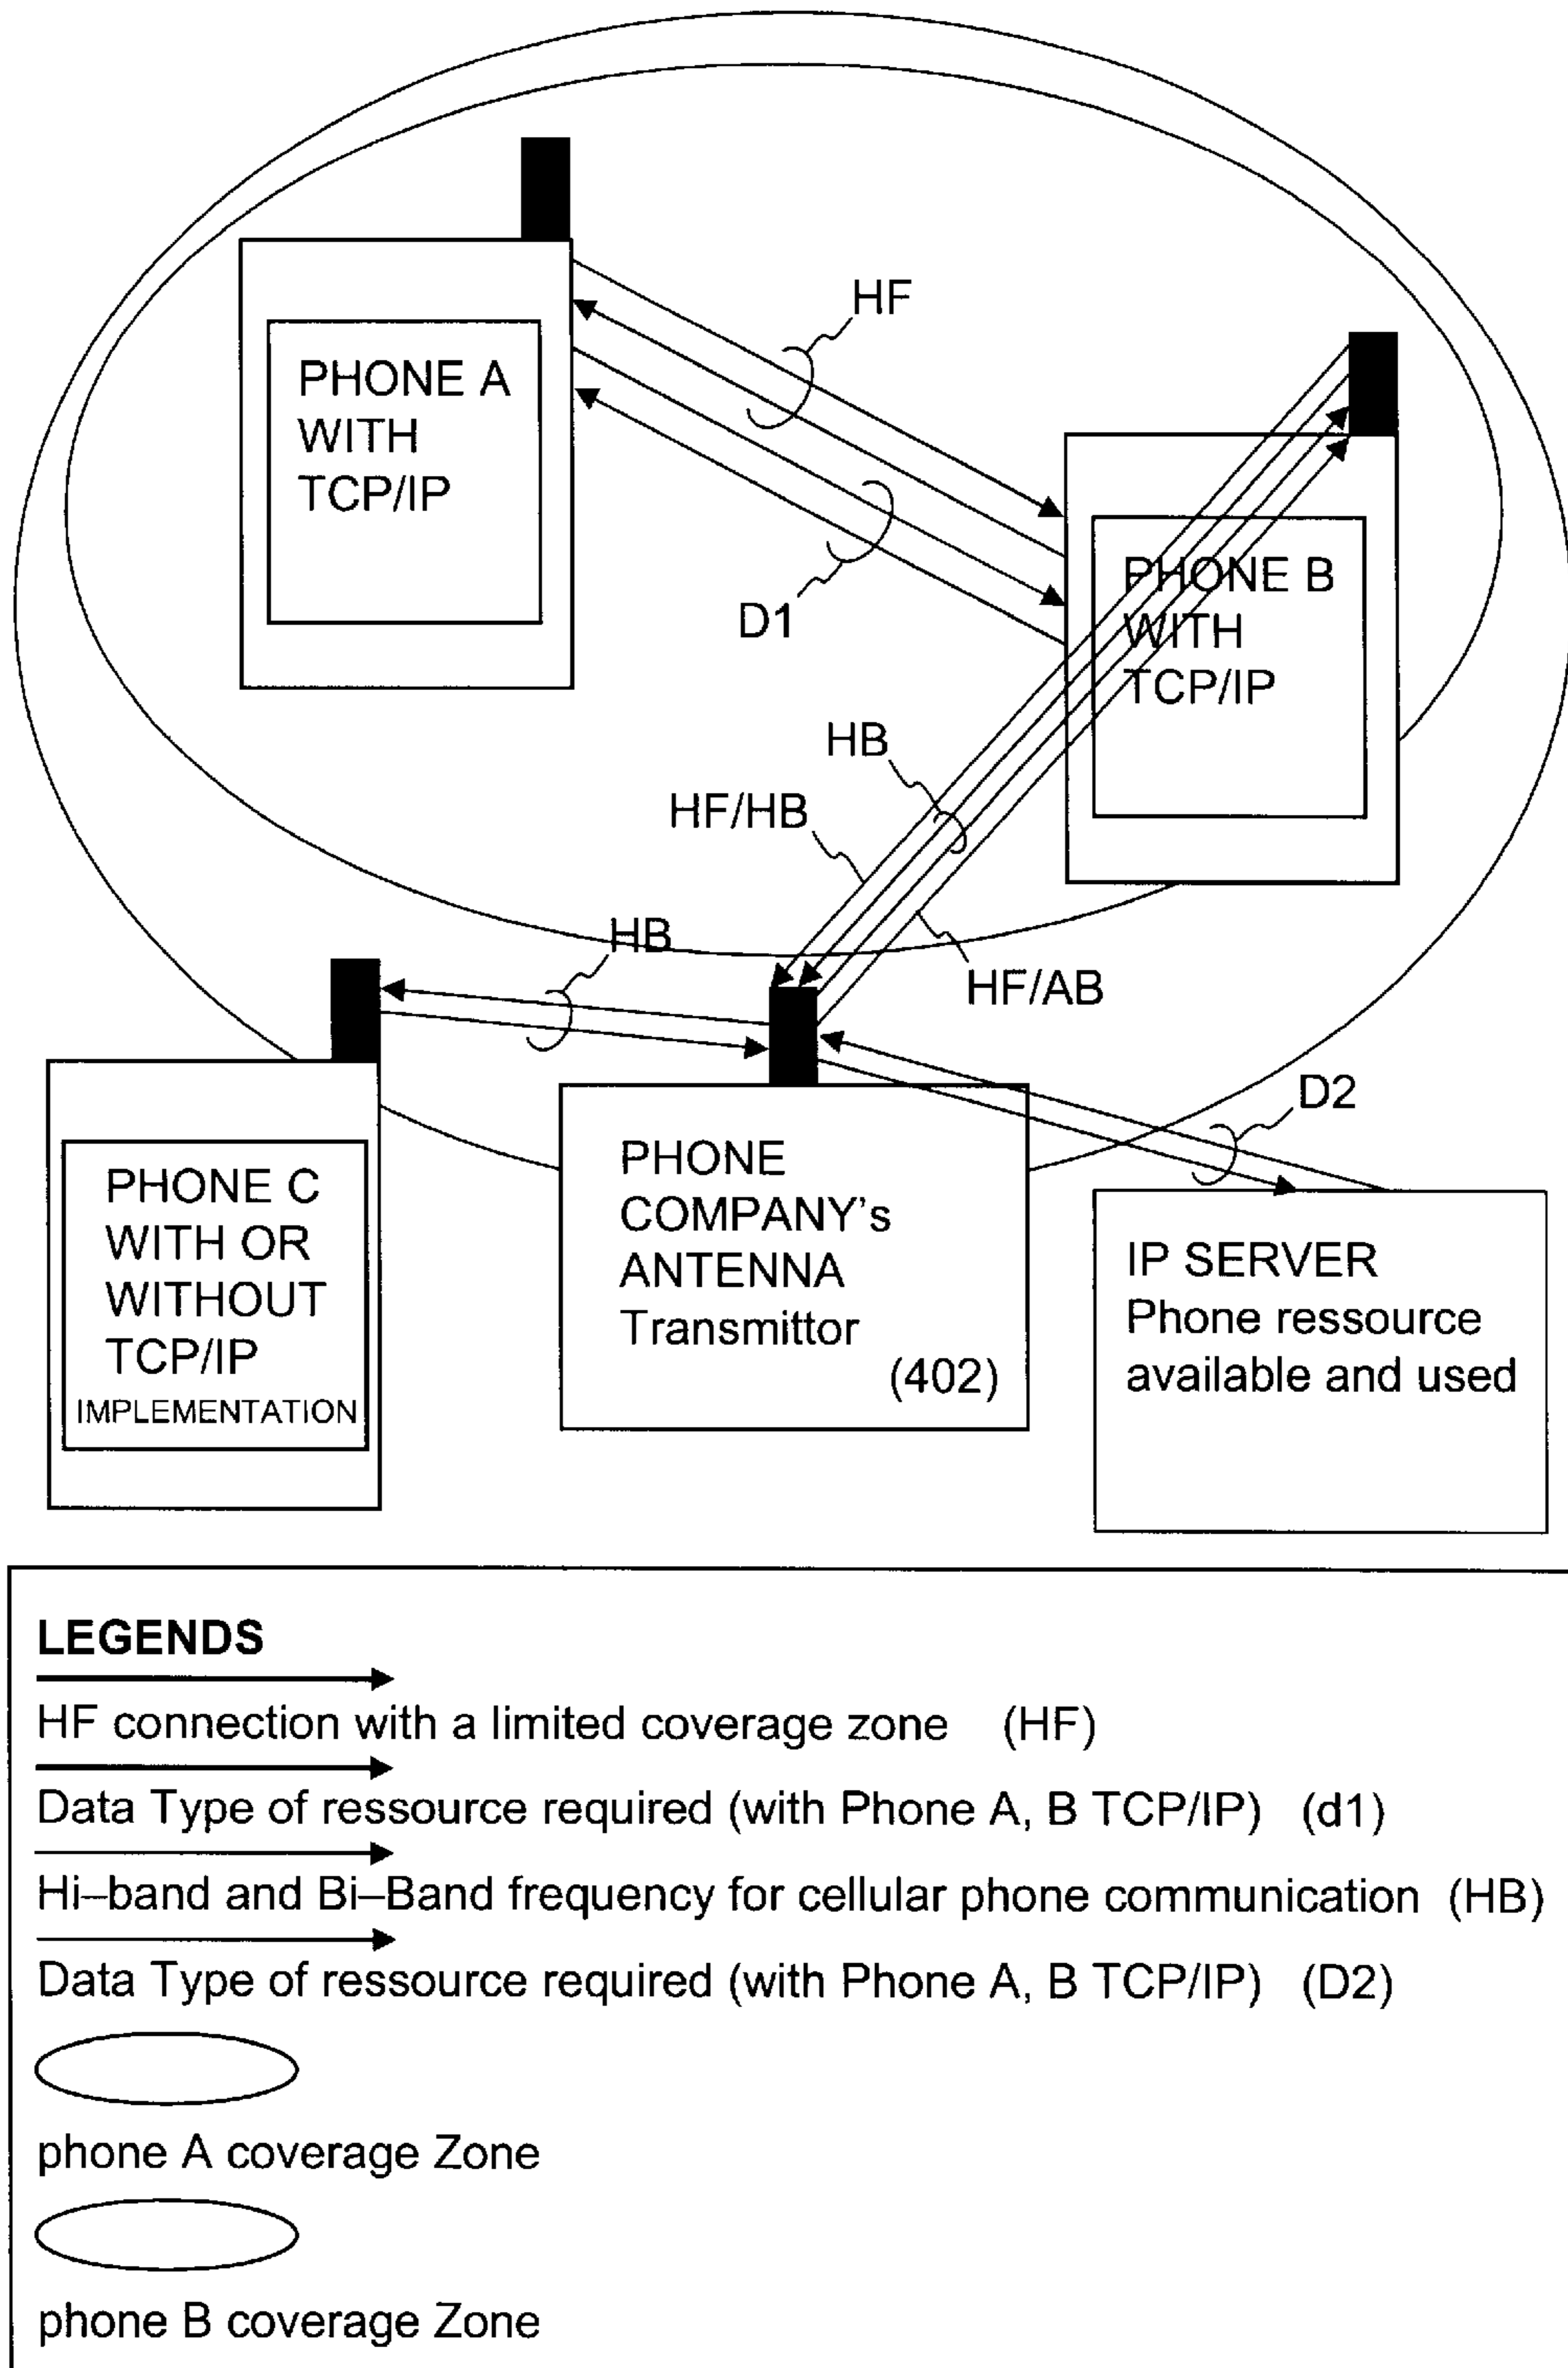 HF
PHONE A
WITH
TCP/IP
D1
PHONE B
WITH
TCP/IP
HB
HF/HB
HB
HF/AB
D2
PHONE C
WITH OR
WITHOUT
TCP/IP
IMPLEMENTATION
PHONE
COMPANY's
ANTENNA
Transmittor
(402)
IP SERVER
Phone ressource
available and used
LEGENDS
HF connection with a limited coverage zone (HF)
Data Type of ressource required (with Phone A, B TCP/IP) (d1)
Hi–band and Bi–Band frequency for cellular phone communication (HB)
Data Type of ressource required (with Phone A, B TCP/IP) (D2)
phone A coverage Zone
phone B coverage Zone